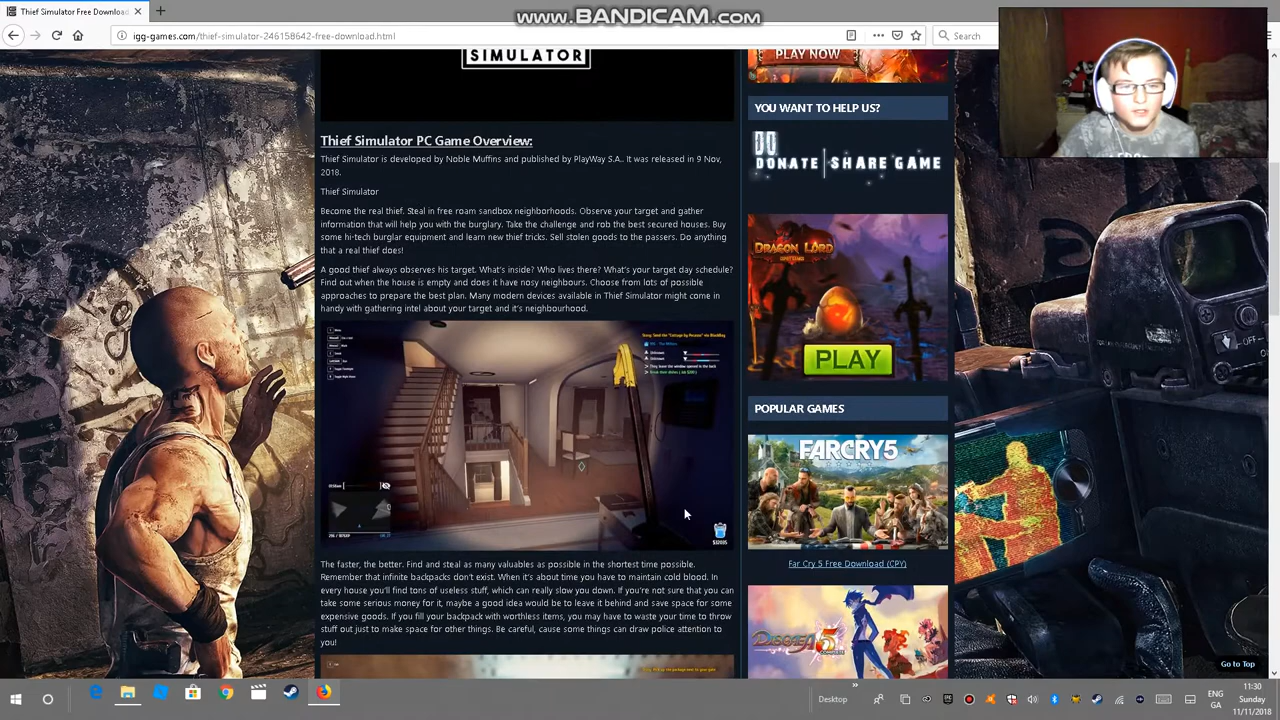 Thief Simulator Free Download
WWW.BANDICAM.COM
igg-games.com/thief-simulator-246158642-free-download.html
Search
SIMULATOR
PLAY NOW
Thief Simulator PC Game Overview:
Thief Simulator is developed by Noble Muffins and published by PlayWay S.A.. It was released in 9 Nov,
2018.
Thief Simulator
Become the real thief. Steal in free roam sandbox neighborhoods. Observe your target and gather
information that will help you with the burglary. Take the challenge and rob the best secured houses. Buy
some hi-tech burglar equipment and learn new thief tricks. Sell stolen goods to the passers. Do anything
that a real thief does!
A good thief always observes his target. What's inside? Who lives there? What's your target day schedule?
Find out when the house is empty and does it have nosy neighbours. Choose from lots of possible
approaches to prepare the best plan. Many modern devices available in Thief Simulator might come in
handy with gathering intel about your target and it's neighbourhood.
The faster, the better. Find and steal as many valuables as possible in the shortest time possible.
Remember that infinite backpacks don't exist. When it's about time you have to maintain cold blood. In
every house you'll find tons of useless stuff, which can really slow you down. If you're not sure that you can
take some serious money for it, maybe a good idea would be to leave it behind and save space for some
expensive goods. If you fill your backpack with worthless items, you may have to waste your time to throw
stuff out just to make space for other things. Be careful, cause some things can draw police attention to
you!
YOU WANT TO HELP US?
DONATE | SHARE GAME
DRAGON LORD
PLAY
POPULAR GAMES
FARCRY5
Far Cry 5 Free Download (CPY)
DISGAEA 5
COMPLETE
OFF
Go to Top
Desktop
ENG
GA
11:30
Sunday
11/11/2018